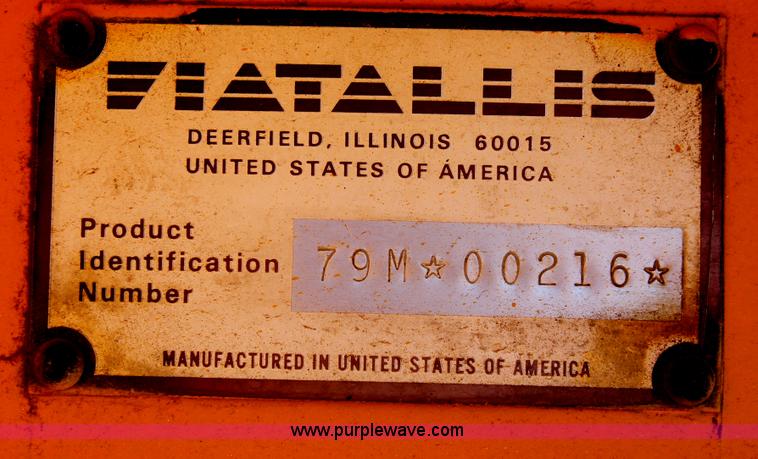 FIATALLIS
DEERFIELD, ILLINOIS 60015
UNITED STATES OF AMERICA
Product
Identification
Number
79M☆00216☆
MANUFACTURED IN UNITED STATES OF AMERICA
www.purplewave.com